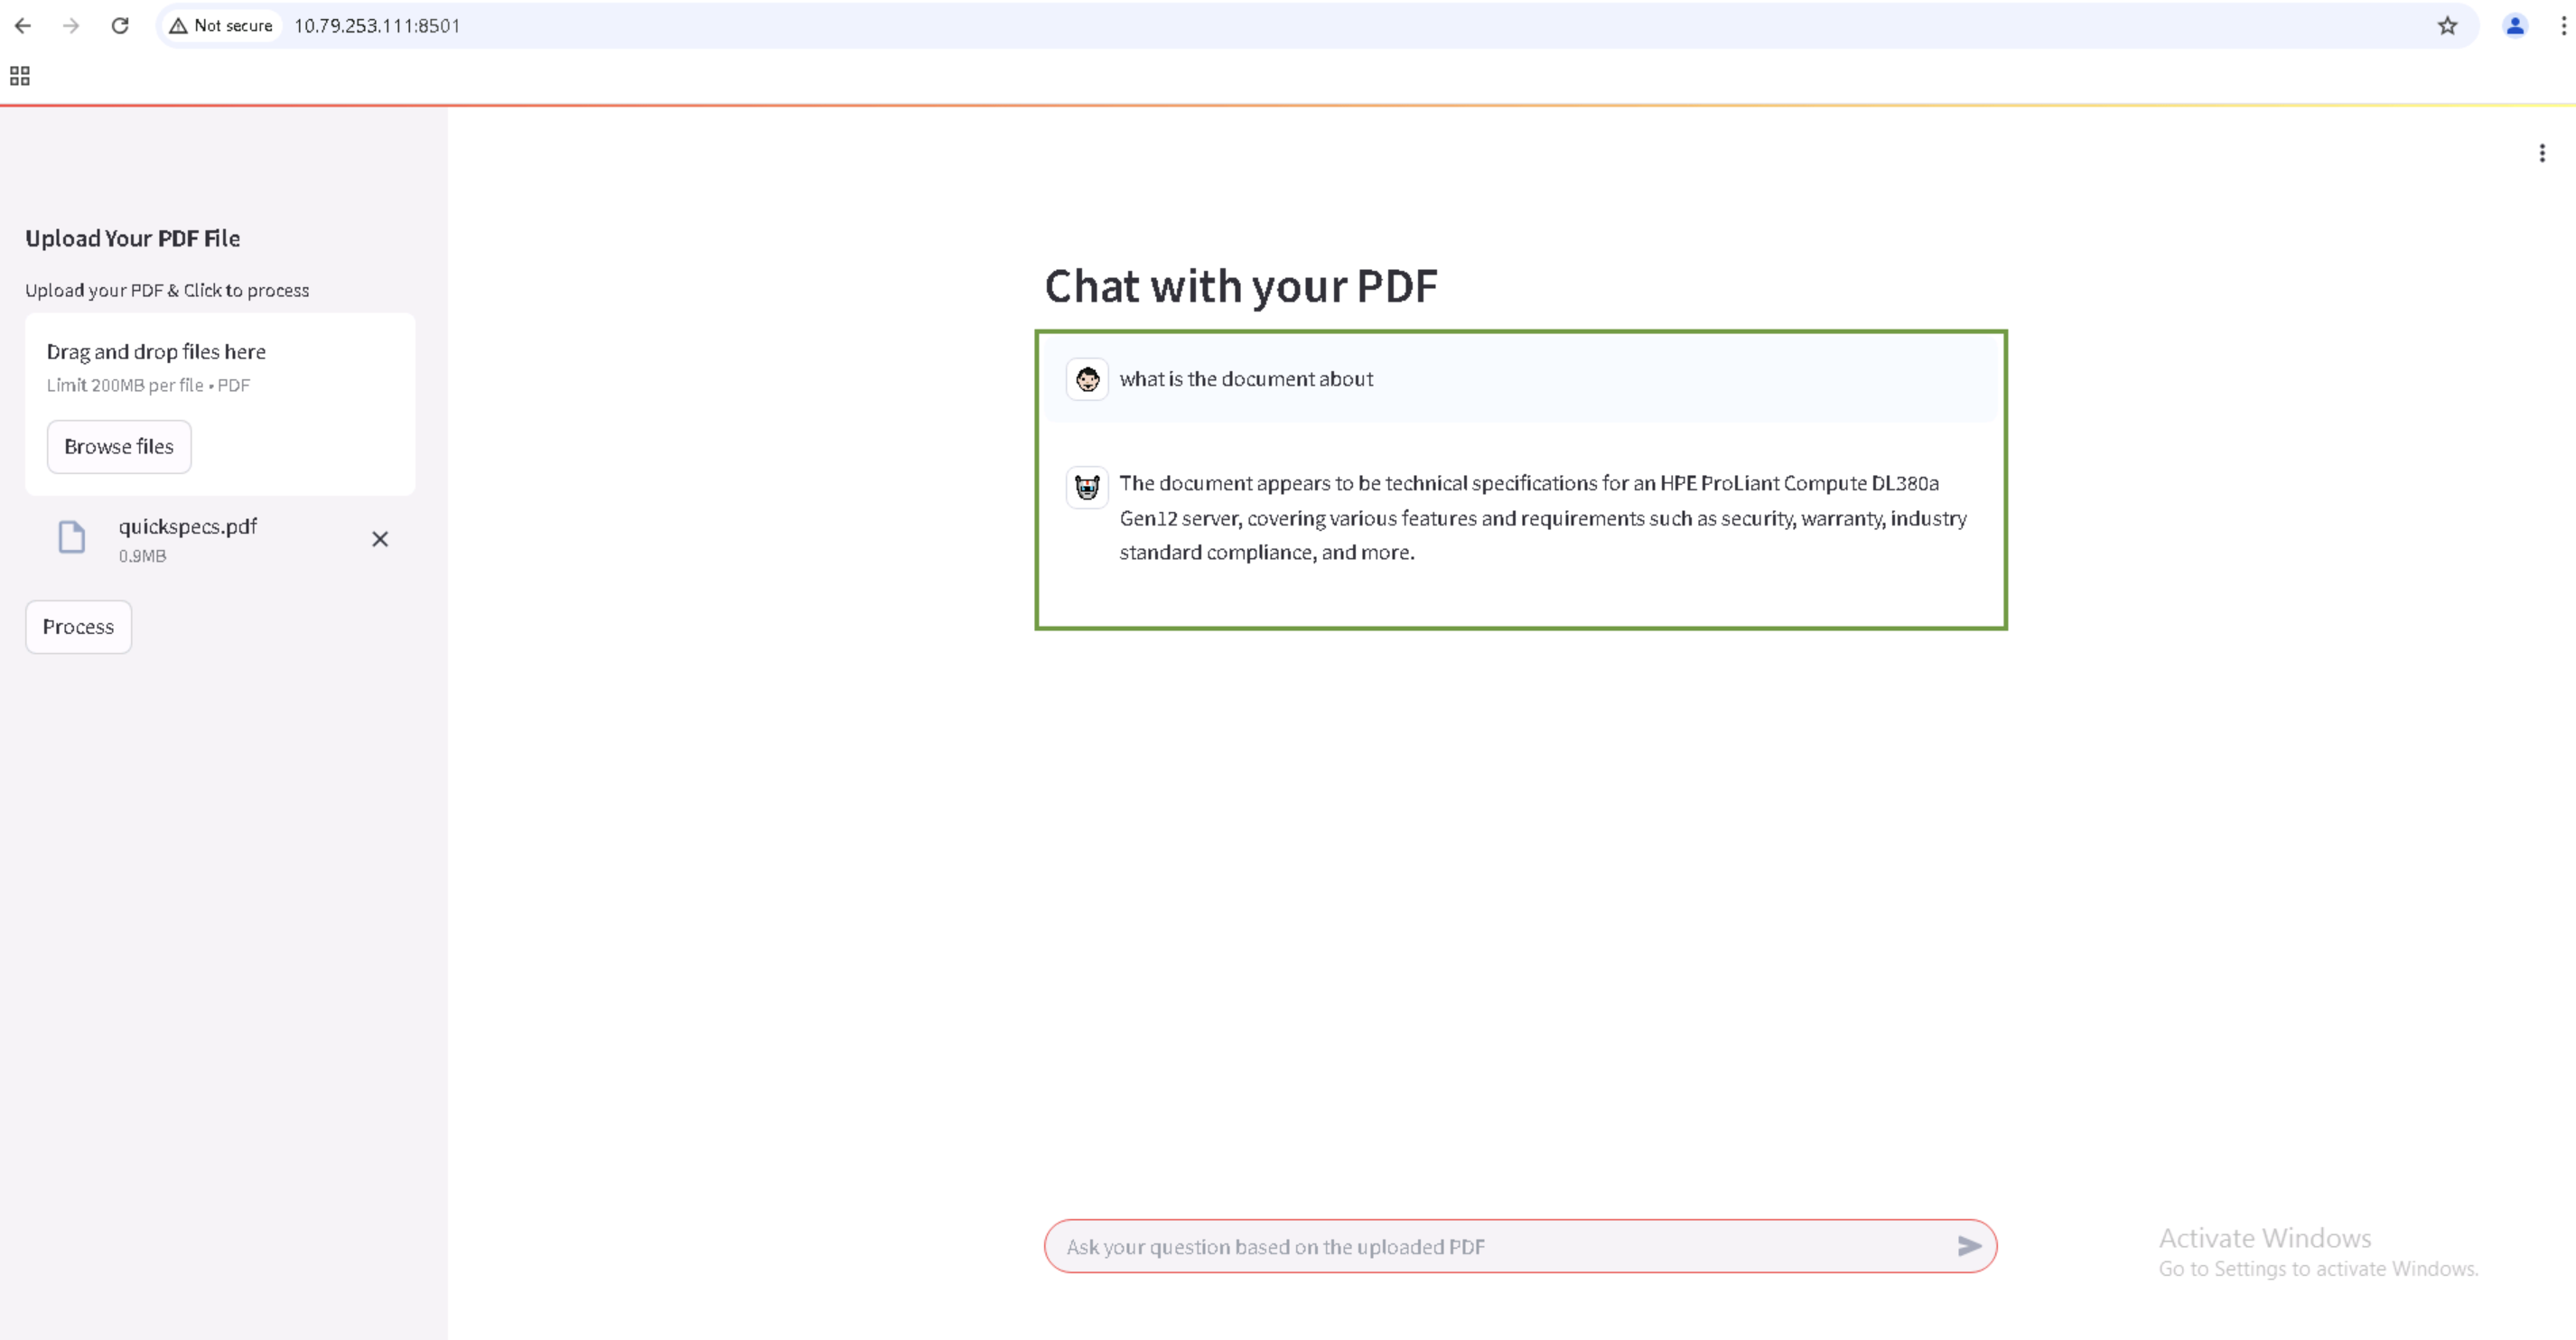 Not secure 10.79.253.111:8501
Upload Your PDF File
Upload your PDF & Click to process
Drag and drop files here
Limit 200MB per file • PDF
Browse files
quickspecs.pdf
0.9MB
Process
Chat with your PDF
what is the document about
The document appears to be technical specifications for an HPE ProLiant Compute DL380a
Gen12 server, covering various features and requirements such as security, warranty, industry
standard compliance, and more.
Ask your question based on the uploaded PDF
Activate Windows
Go to Settings to activate Windows.